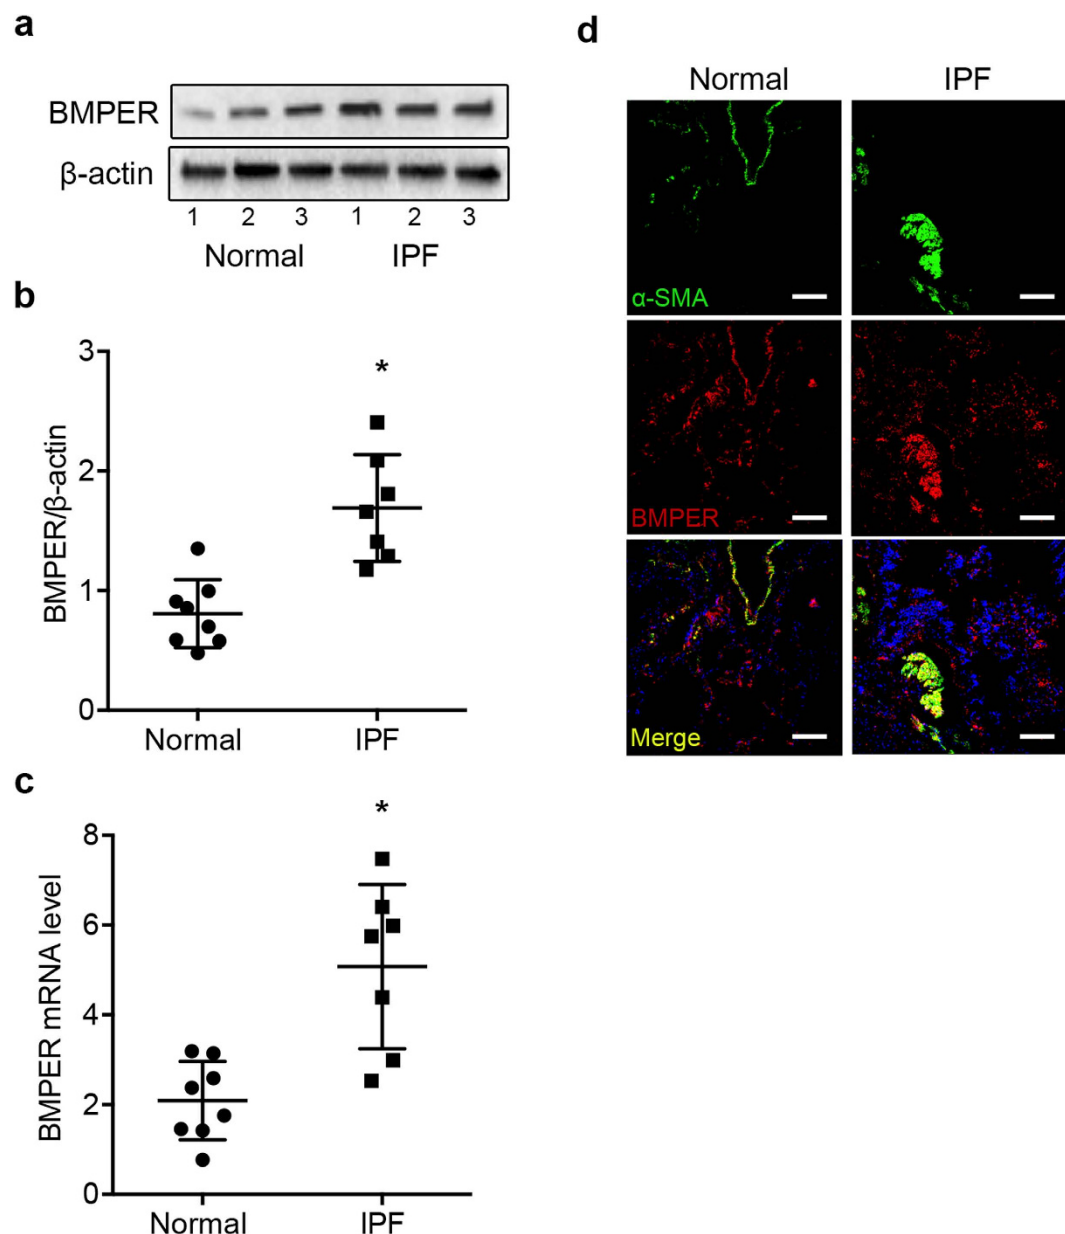 a
BMPER
β-actin
1 2 3 1 2 3
Normal IPF
b
3
2
1
0
BMPER/β-actin
*
Normal IPF
c
8
6
4
2
0
BMPER mRNA level
*
Normal IPF
d
Normal IPF
α-SMA
BMPER
Merge